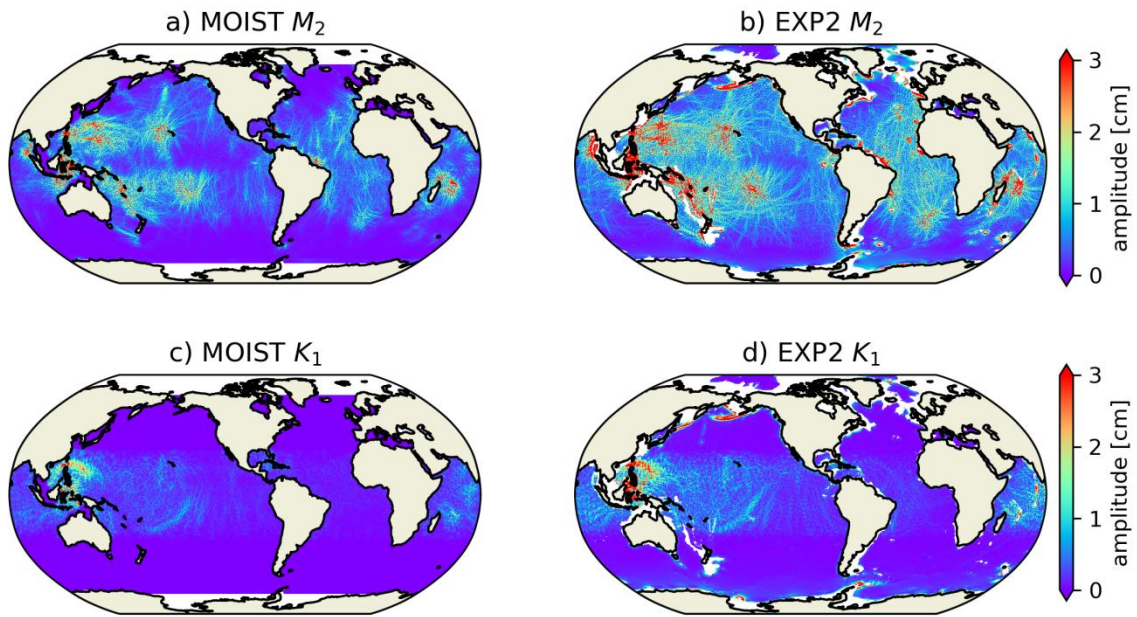 a) MOIST M₂
b) EXP2 M₂
3
2
1
0
amplitude [cm]
c) MOIST K₁
d) EXP2 K₁
3
2
1
0
amplitude [cm]